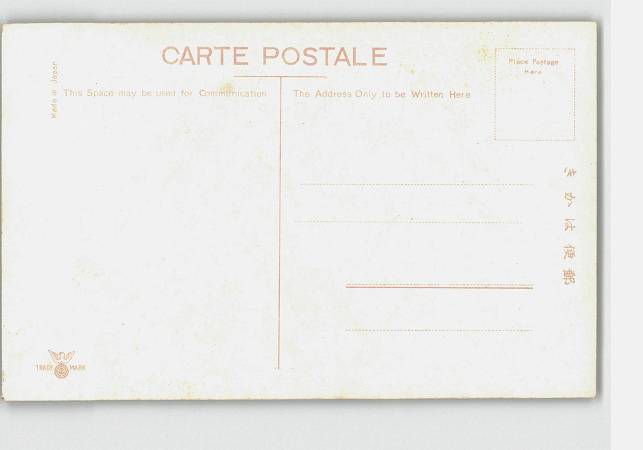 CARTE POSTALE
Made in Japan
This Space may be used for Communication
The Address Only to be Written Here
Place Postage
Here
きかは便郵
TRADE MARK